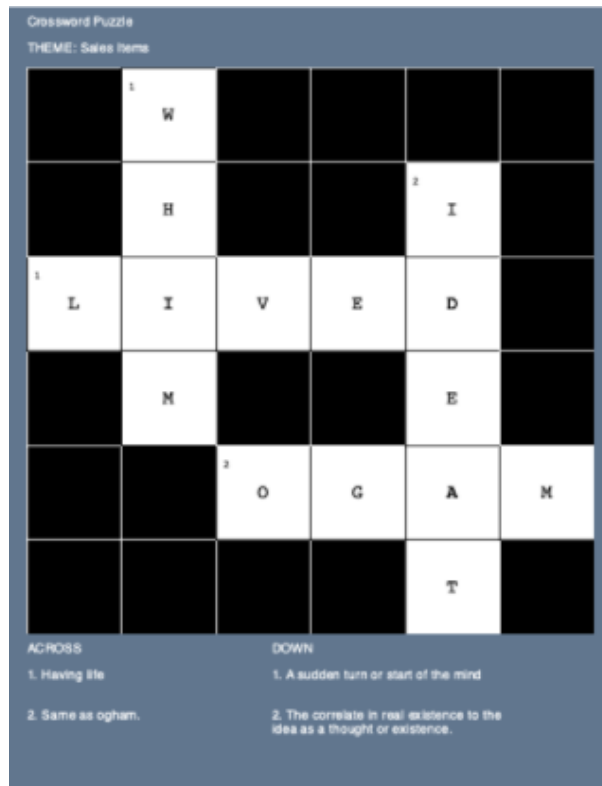 Crossword Puzzle
THEME: Sales Items
1
W
H
2
I
1
L I V E D
M E
2
O G A M
T
ACROSS DOWN
1. Having life 1. A sudden turn or start of the mind
2. Same as ogham. 2. The correlate in real existence to the
idea as a thought or existence.